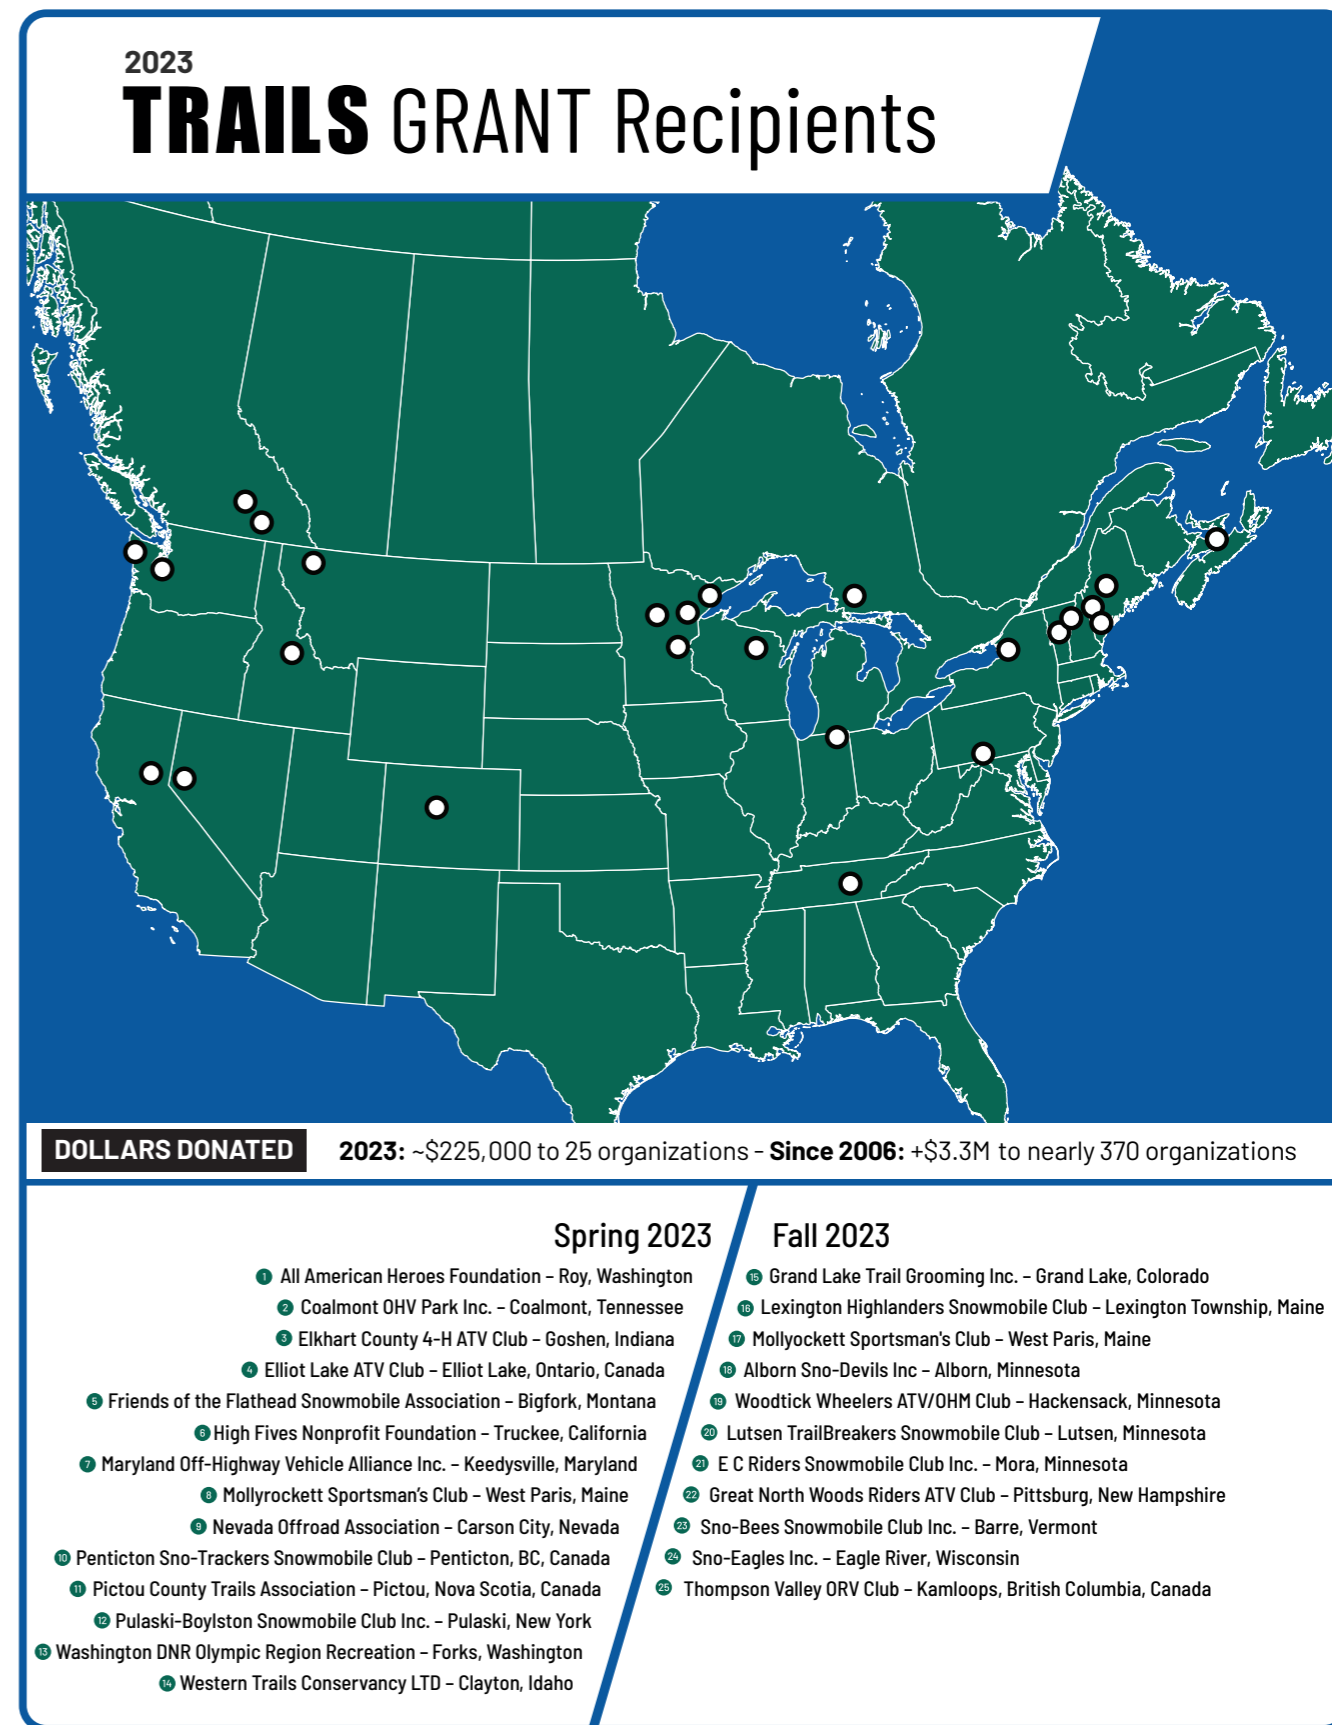 2023
TRAILS GRANT Recipients
DOLLARS DONATED 2023: ~$225,000 to 25 organizations - Since 2006: +$3.3M to nearly 370 organizations
Spring 2023
1 All American Heroes Foundation – Roy, Washington
2 Coalmont OHV Park Inc. – Coalmont, Tennessee
3 Elkhart County 4-H ATV Club – Goshen, Indiana
4 Elliot Lake ATV Club – Elliot Lake, Ontario, Canada
5 Friends of the Flathead Snowmobile Association – Bigfork, Montana
6 High Fives Nonprofit Foundation – Truckee, California
7 Maryland Off-Highway Vehicle Alliance Inc. – Keedysville, Maryland
8 Mollyrockett Sportsman’s Club – West Paris, Maine
9 Nevada Offroad Association – Carson City, Nevada
10 Penticton Sno-Trackers Snowmobile Club – Penticton, BC, Canada
11 Pictou County Trails Association – Pictou, Nova Scotia, Canada
12 Pulaski-Boylston Snowmobile Club Inc. – Pulaski, New York
13 Washington DNR Olympic Region Recreation – Forks, Washington
14 Western Trails Conservancy LTD – Clayton, Idaho
Fall 2023
15 Grand Lake Trail Grooming Inc. – Grand Lake, Colorado
16 Lexington Highlanders Snowmobile Club – Lexington Township, Maine
17 Mollyockett Sportsman's Club – West Paris, Maine
18 Alborn Sno-Devils Inc – Alborn, Minnesota
19 Woodtick Wheelers ATV/OHM Club – Hackensack, Minnesota
20 Lutsen TrailBreakers Snowmobile Club – Lutsen, Minnesota
21 E C Riders Snowmobile Club Inc. – Mora, Minnesota
22 Great North Woods Riders ATV Club – Pittsburg, New Hampshire
23 Sno-Bees Snowmobile Club Inc. – Barre, Vermont
24 Sno-Eagles Inc. – Eagle River, Wisconsin
25 Thompson Valley ORV Club – Kamloops, British Columbia, Canada